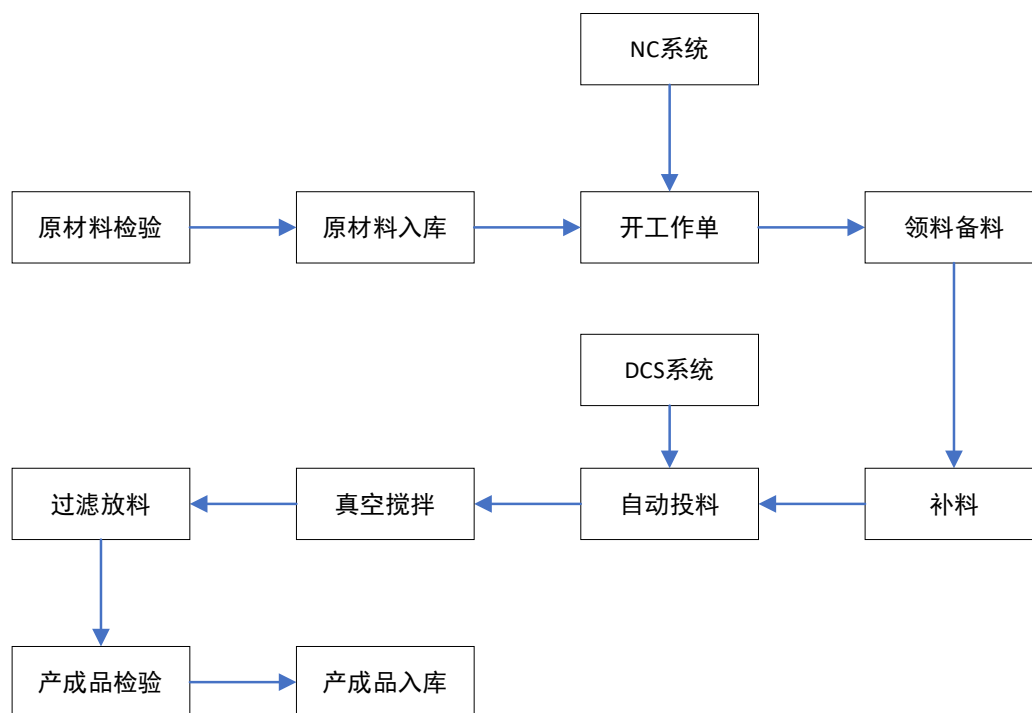 NC系统
原材料检验
原材料入库
开工作单
领料备料
DCS系统
过滤放料
真空搅拌
自动投料
补料
产成品检验
产成品入库